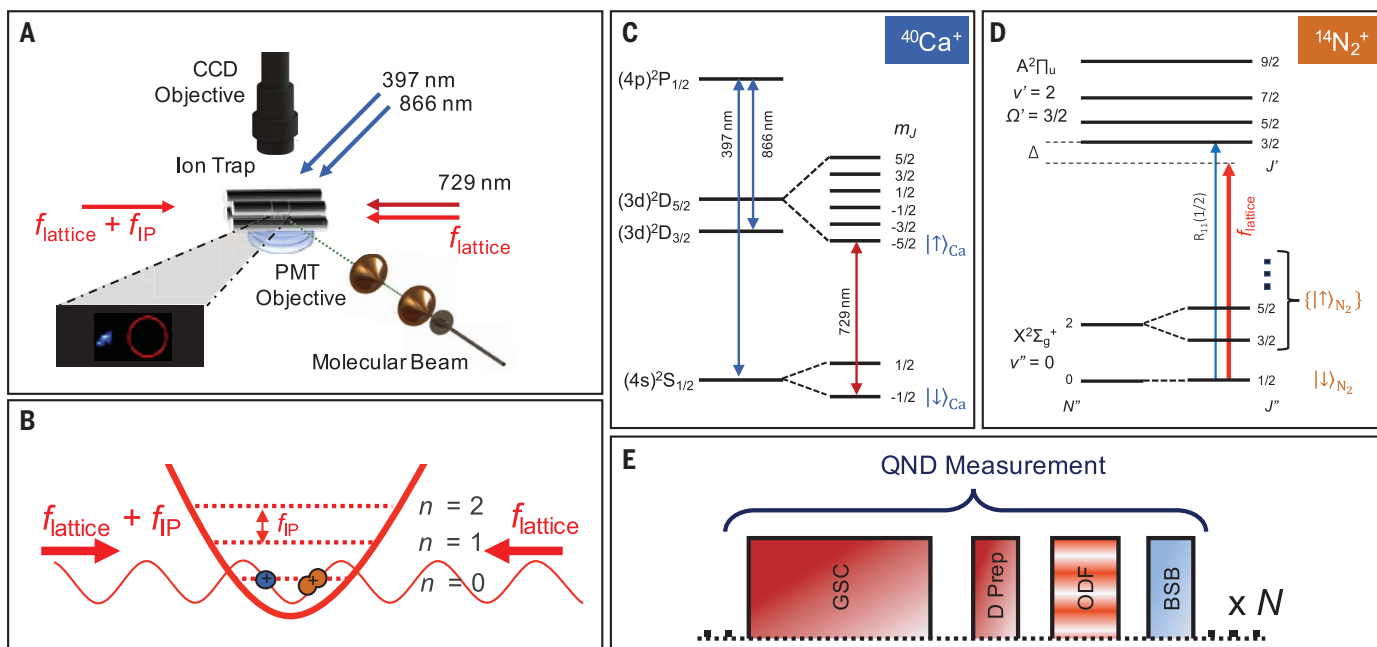 A
CCD
Objective
397 nm
866 nm
Ion Trap
729 nm
f_lattice + f_IP
f_lattice
PMT
Objective
Molecular Beam
B
f_lattice + f_IP
f_lattice
n = 2
f_IP
n = 1
n = 0
+
+
C
⁴⁰Ca⁺
(4p)²P₁/₂
397 nm
866 nm
m_J
5/2
3/2
(3d)²D₅/₂
1/2
-1/2
(3d)²D₃/₂
-3/2
-5/2
|↑⟩Ca
729 nm
(4s)²S₁/₂
1/2
-1/2
|↓⟩Ca
D
¹⁴N₂⁺
A²Πᵤ
9/2
v' = 2
7/2
Ω' = 3/2
5/2
3/2
Δ
J'
R₁₁(1/2)
f_lattice
5/2
{|↑⟩N₂}
2
X²Σg⁺
3/2
v" = 0
0
1/2
|↓⟩N₂
N"
J"
E
QND Measurement
GSC
D Prep
ODF
BSB
x N